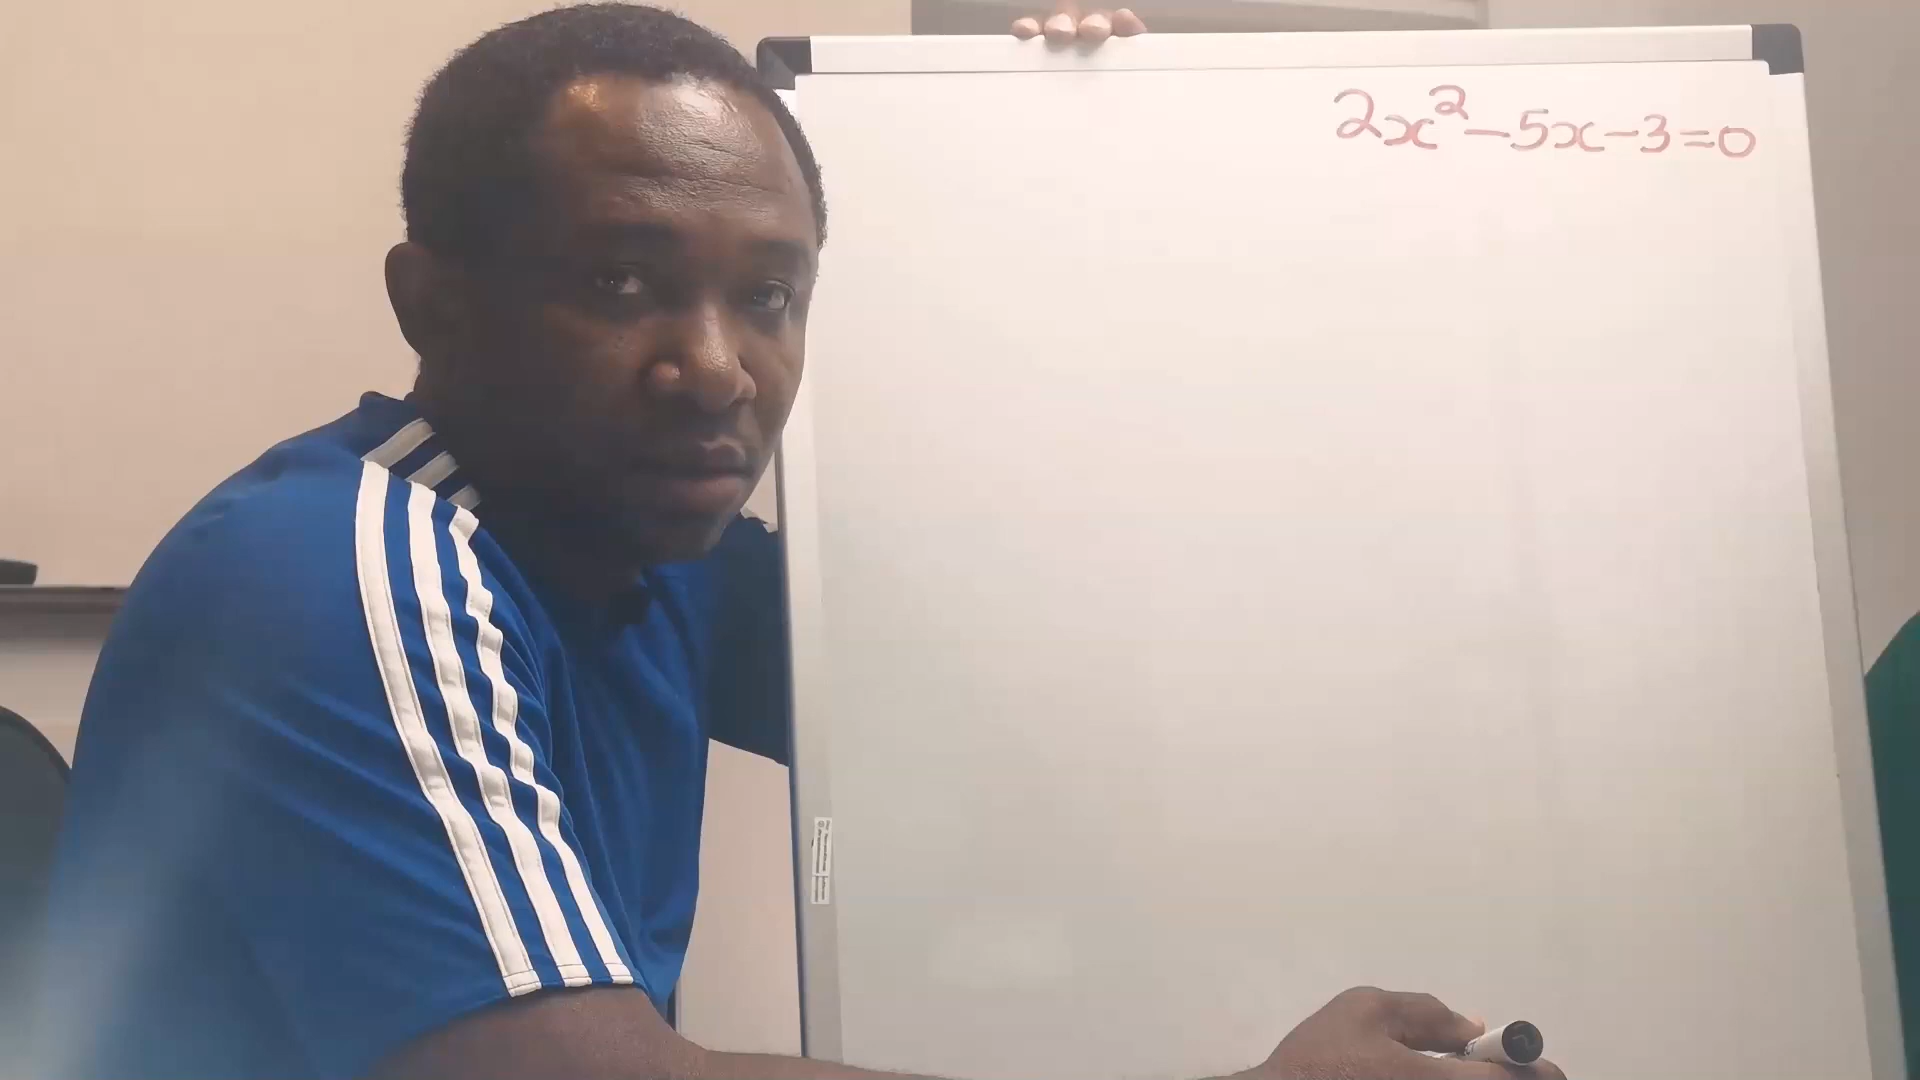 2x² – 5x – 3 = 0